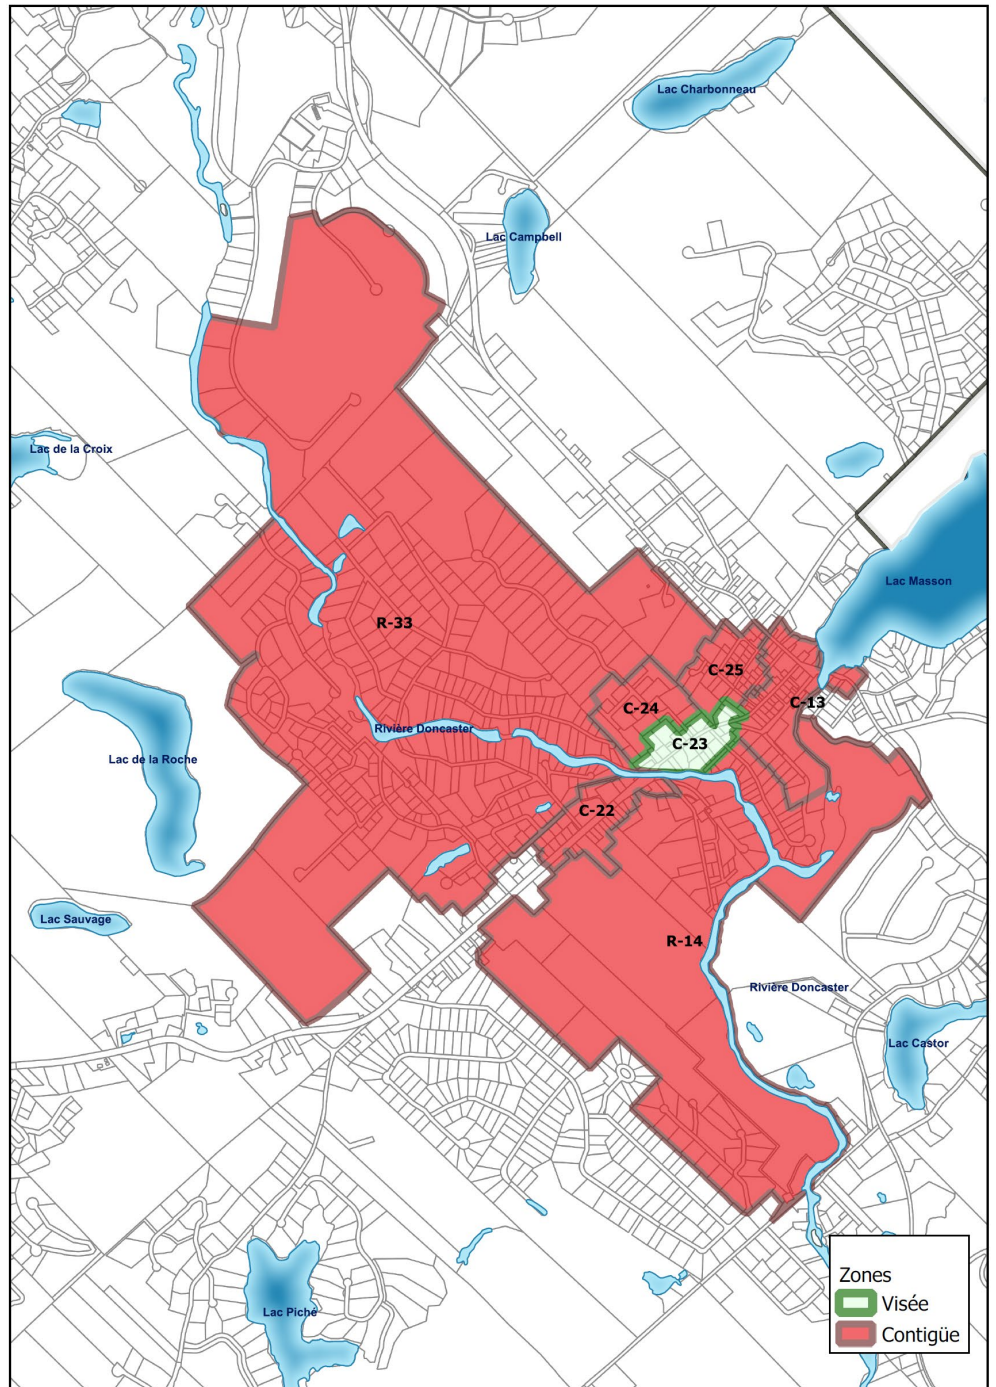 Lac Charbonneau
Lac Campbell
Lac de la Croix
Lac Masson
R-33
C-25
C-24
C-13
Rivière Doncaster
C-23
Lac de la Roche
C-22
Lac Sauvage
R-14
Rivière Doncaster
Lac Castor
Lac Piché
Zones
Visée
Contigüe